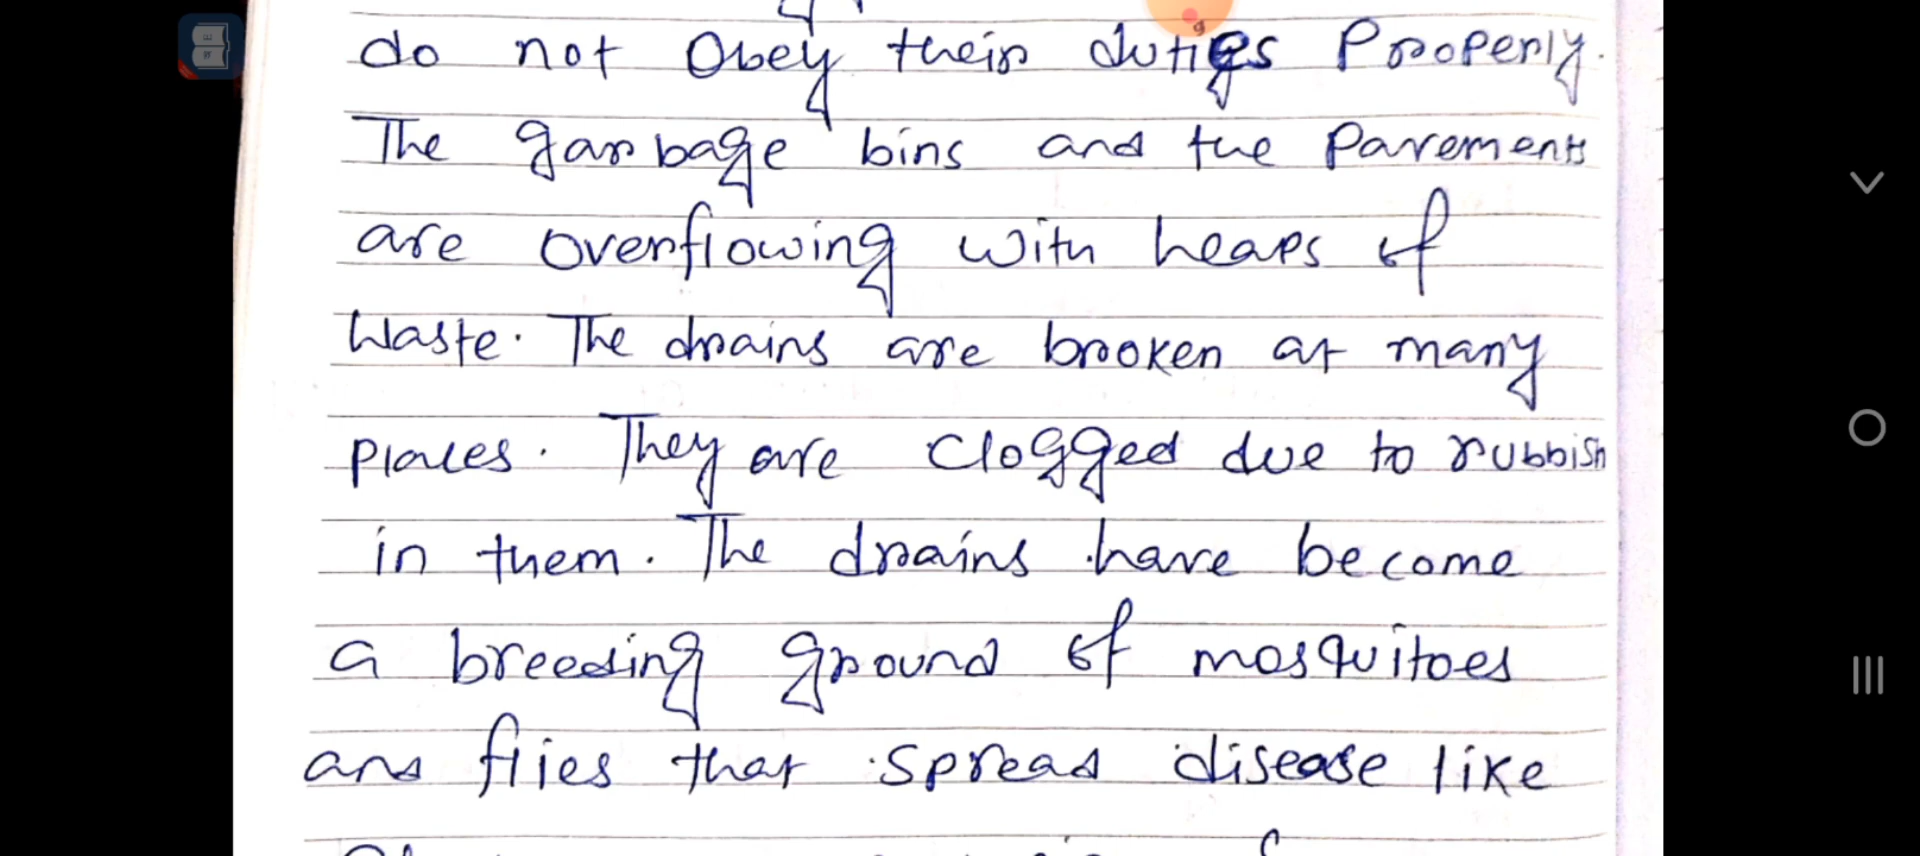 do not Obey their duties Properly.
The garbage bins and the Pavements
are overflowing with heaps of
Waste. The drains are broken at many
places. They are clogged due to rubbish
in them. The drains have become
a breeding ground of mosquitoes
and flies that spread disease like